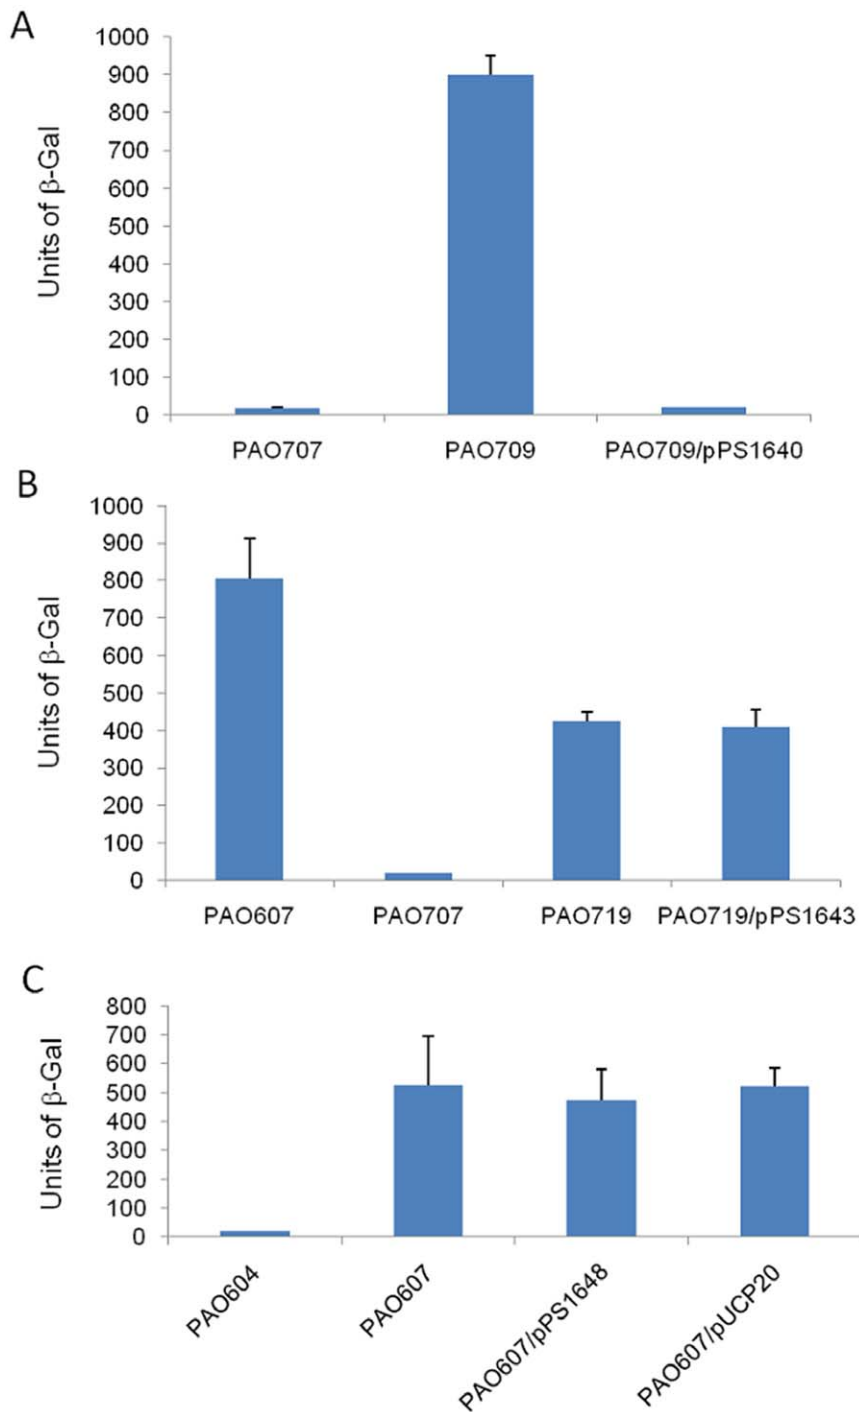 A
Units of β-Gal
1000
900
800
700
600
500
400
300
200
100
0
PAO707 PAO709 PAO709/pPS1640
B
Units of β-Gal
1000
900
800
700
600
500
400
300
200
100
0
PAO607 PAO707 PAO719 PAO719/pPS1643
C
Units of β-Gal
800
700
600
500
400
300
200
100
0
PAO604
PAO607
PAO607/pPS1648
PAO607/pUCP20